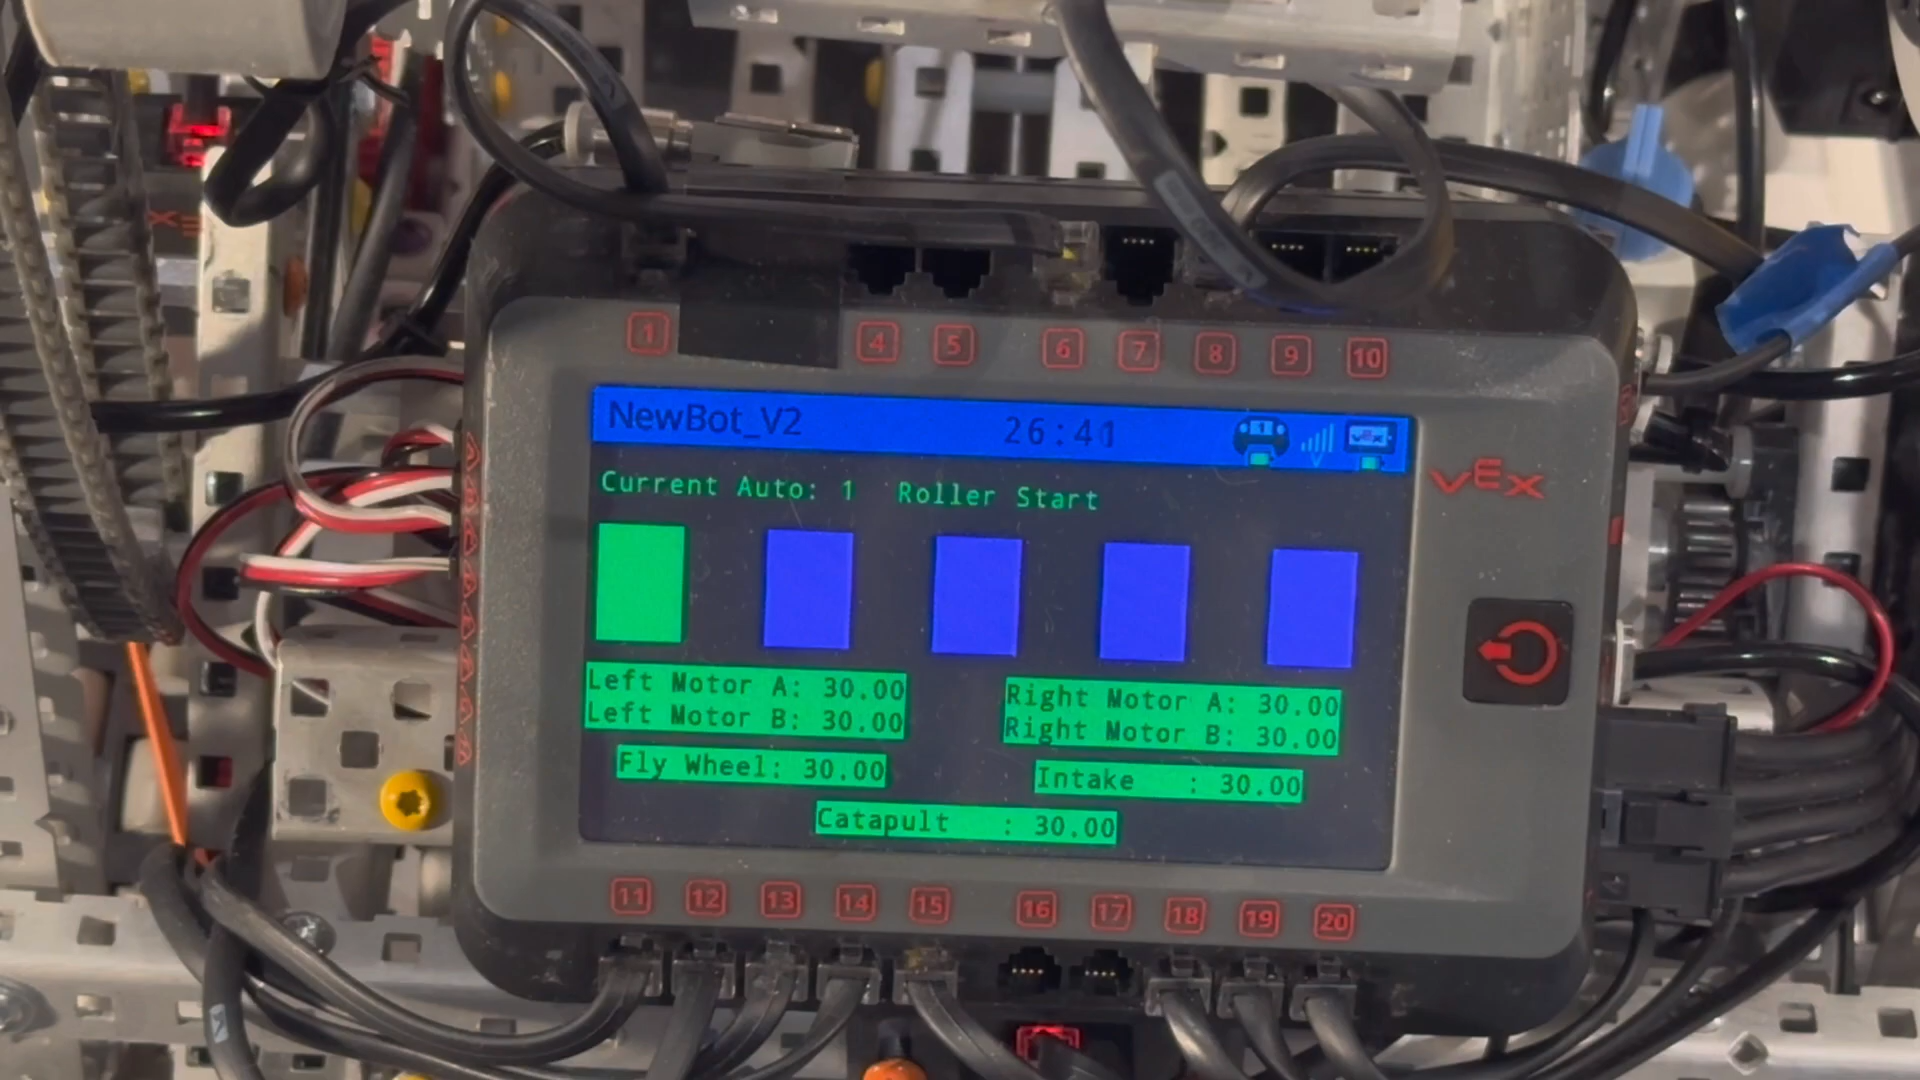 1 4 5 6 7 8 9 10
NewBot_V2 26:41
1
vex
VEX
Current Auto: 1 Roller Start
Left Motor A: 30.00
Left Motor B: 30.00
Right Motor A: 30.00
Right Motor B: 30.00
Fly Wheel: 30.00
Intake : 30.00
Catapult : 30.00
11 12 13 14 15 16 17 18 19 20